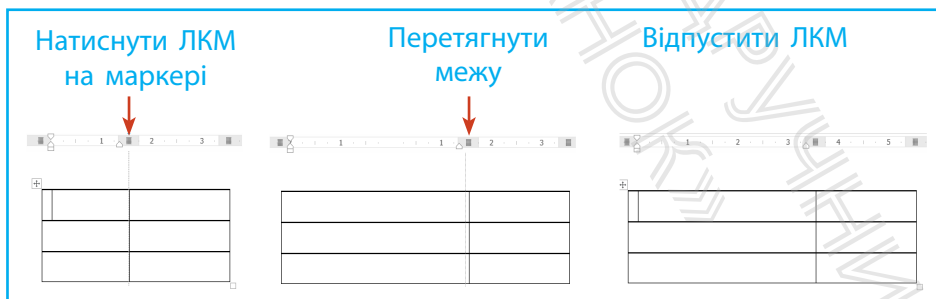 Натиснути ЛКМ
на маркері
Перетягнути
межу
Відпустити ЛКМ
1 2 3
1 1 2 3
1 2 3 4 5